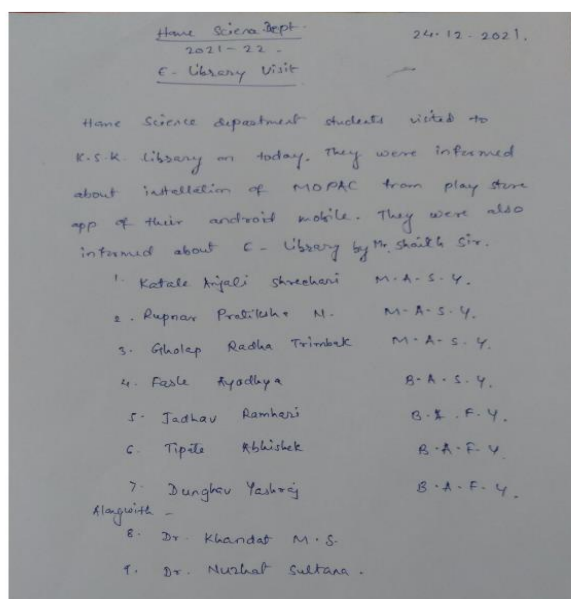 Home Science Dept.
24-12-2021.
2021-22.
E-Library Visit
Home Science department students visited to
K.S.K. Library on today. They were informed
about installation of MOPAC from play store
app of their android mobile. They were also
informed about E-Library by Mr. Shaikh Sir.
1. Katale Anjali Shreehari M.A.S.Y.
2. Rupnar Pratiksha N. M.A.S.Y.
3. Gholap Radha Trimbak M.A.S.Y.
4. Fasle Ayodhya B.A.S.Y.
5. Jadhav Ramhari B.A.F.Y.
6. Tipate Abhishek B.A.F.Y.
7. Dunghav Yashraj B.A.F.Y.
Alongwith -
8. Dr. Khandat M.S.
9. Dr. Nuzhat Sultana.